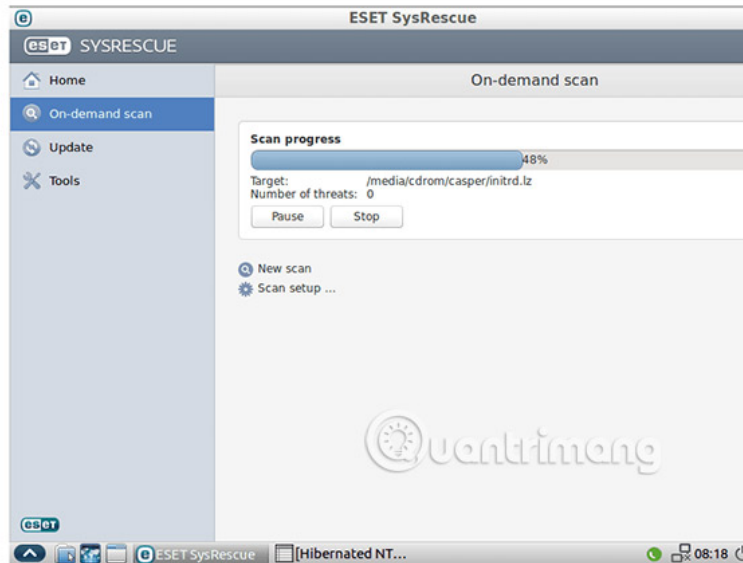 ESET SysRescue
eseT SYSRESCUE
Home
On-demand scan
On-demand scan
Update
Tools
Scan progress
48%
Target: /media/cdrom/casper/initrd.lz
Number of threats: 0
Pause Stop
New scan
Scan setup ...
Quantrimang
eseT
ESET SysRescue [Hibernated NT... 08:18